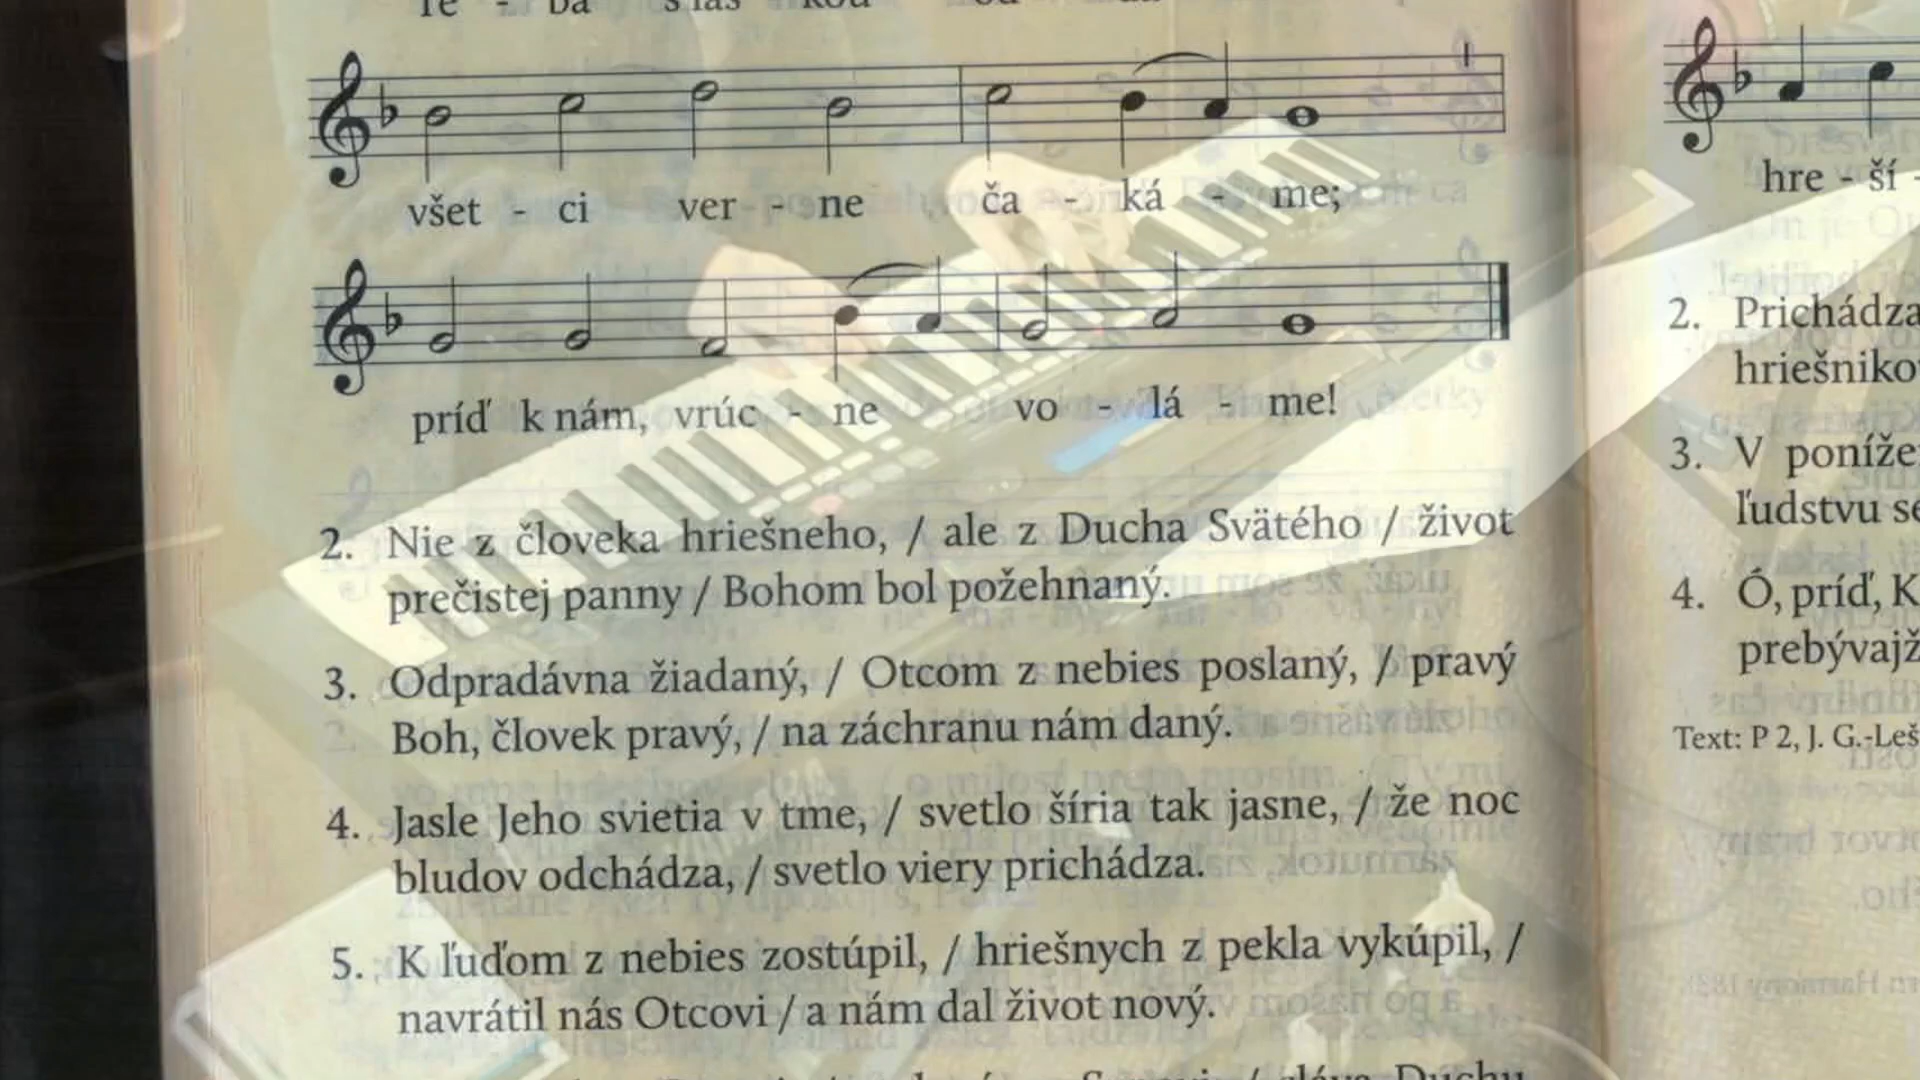 všet - ci ver - ne ča - ká - me;
príď k nám, vrúc - ne vo - lá - me!
2. Nie z človeka hriešneho, / ale z Ducha Svätého / život
prečistej panny / Bohom bol požehnaný.
3. Odpradávna žiadaný, / Otcom z nebies poslaný, / pravý
Boh, človek pravý, / na záchranu nám daný.
4. Jasle Jeho svietia v tme, / svetlo šíria tak jasne, / že noc
bludov odchádza, / svetlo viery prichádza.
5. K ľuďom z nebies zostúpil, / hriešnych z pekla vykúpil, /
navrátil nás Otcovi / a nám dal život nový.
hre - ší -
2. Prichádza
hriešniko
3. V poníže
ľudstvu se
4. Ó, príď, K
prebývajž
Text: P 2, J. G.-Leš